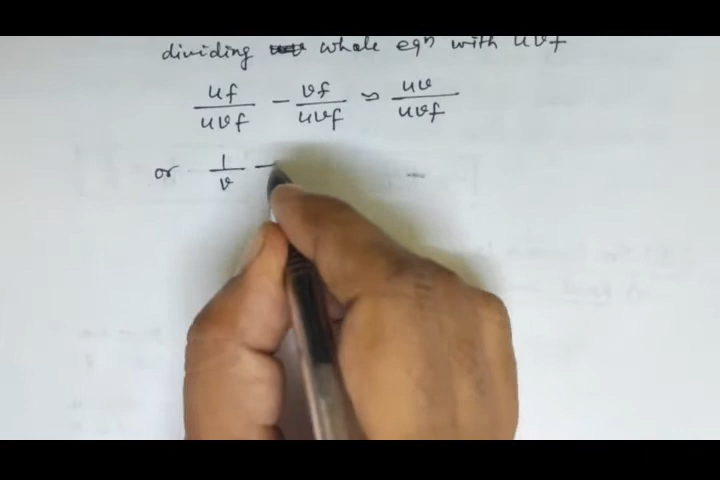 dividing whole eqn with uvf
uf/uvf - vf/uvf = uv/uvf
or 1/v -